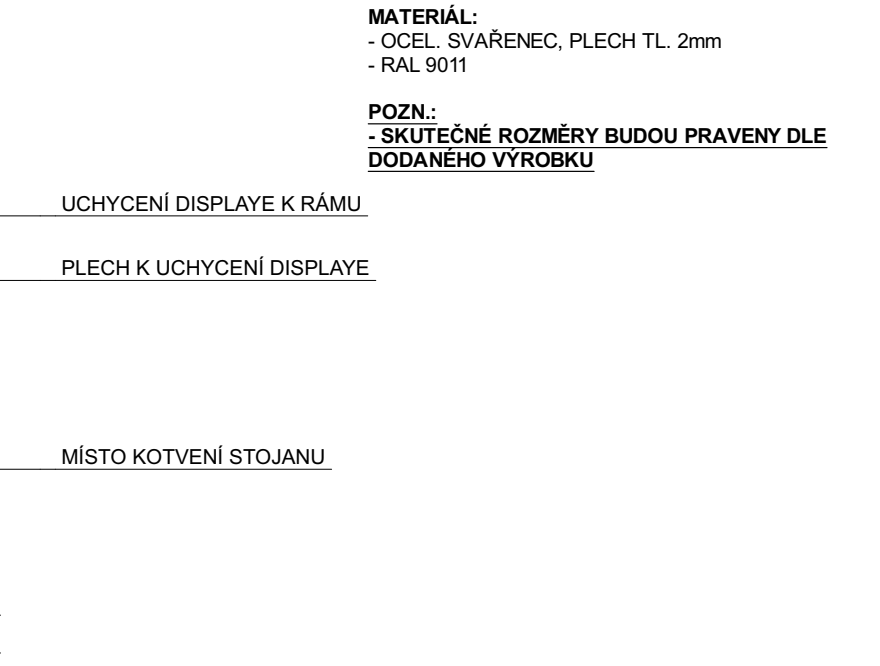 MATERIÁL:
- OCEL. SVAŘENEC, PLECH TL. 2mm
- RAL 9011
POZN.:
- SKUTEČNÉ ROZMĚRY BUDOU PRAVENY DLE
DODANÉHO VÝROBKU
UCHYCENÍ DISPLAYE K RÁMU
PLECH K UCHYCENÍ DISPLAYE
MÍSTO KOTVENÍ STOJANU